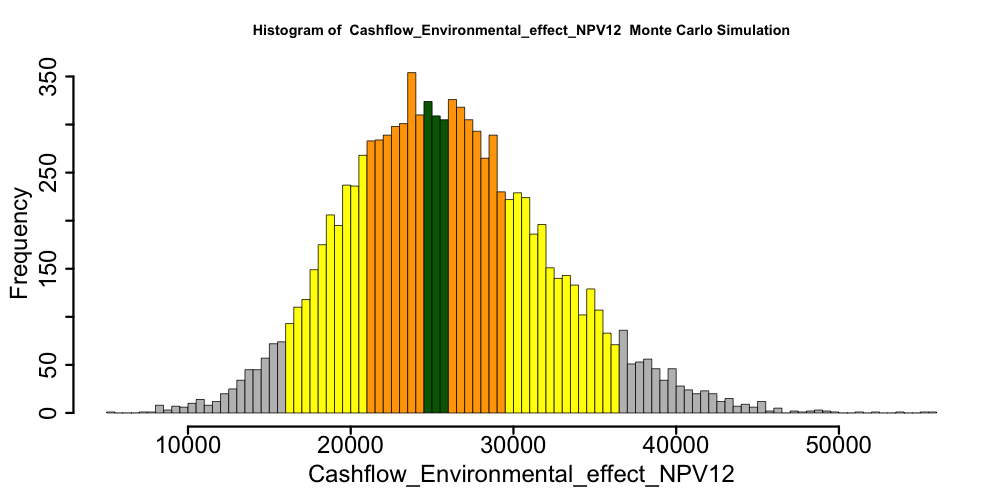 Histogram of Cashflow_Environmental_effect_NPV12 Monte Carlo Simulation
350
250
150
50
0
Frequency
10000 20000 30000 40000 50000
Cashflow_Environmental_effect_NPV12